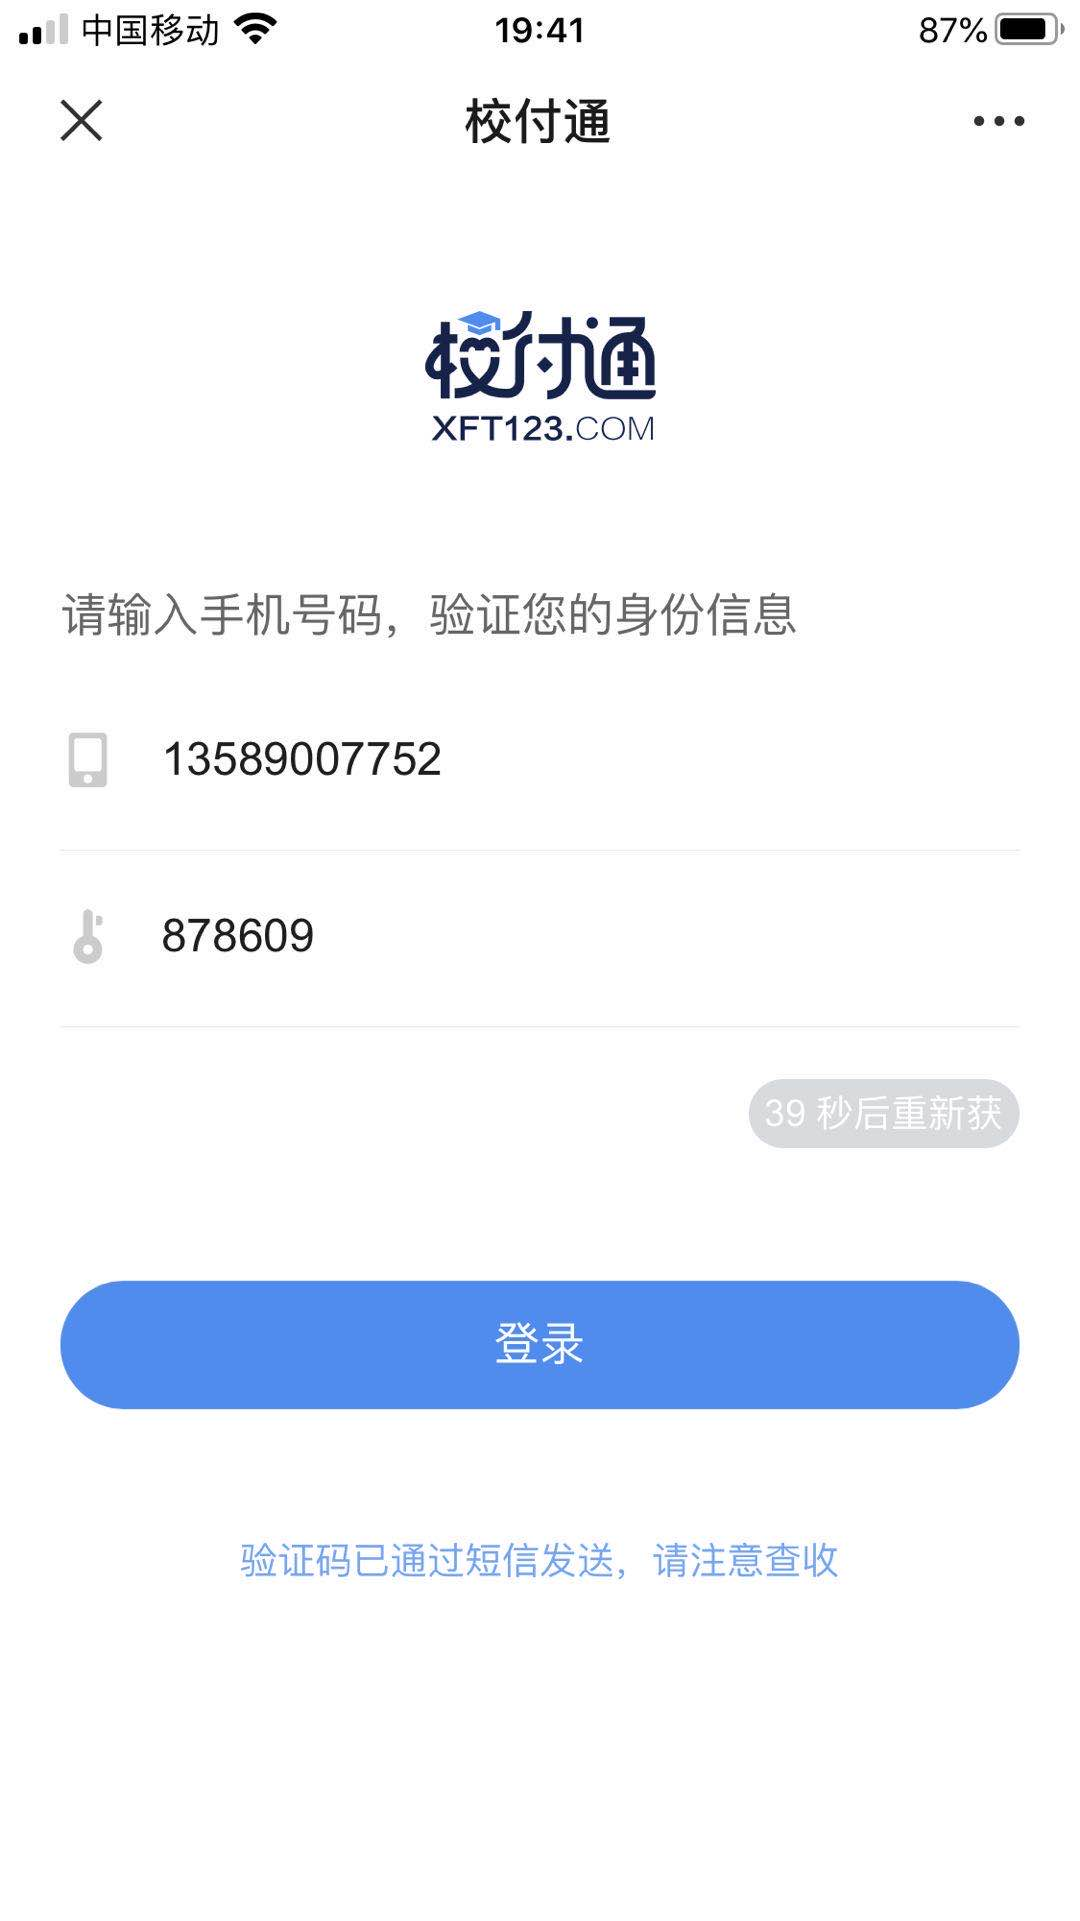 中国移动 19:41 87%
校付通
校付通
XFT123.COM
请输入手机号码，验证您的身份信息
13589007752
878609
39 秒后重新获
登录
验证码已通过短信发送，请注意查收